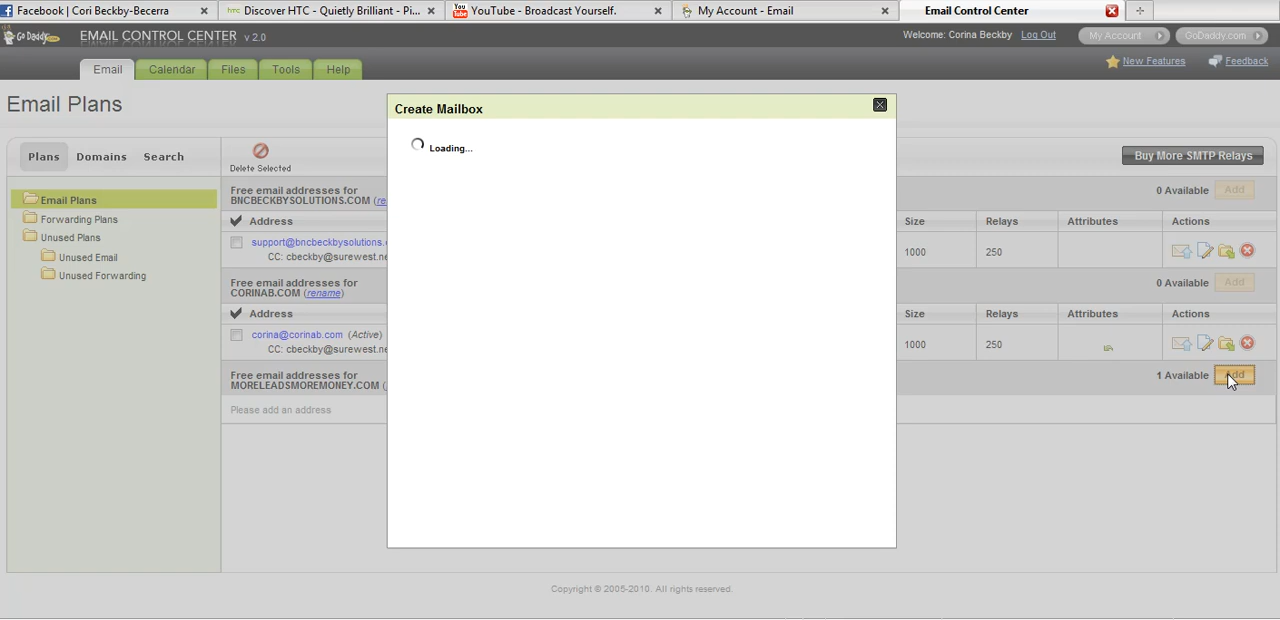 Facebook | Cori Beckby-Becerra
Discover HTC - Quietly Brilliant - Pi...
YouTube - Broadcast Yourself.
My Account - Email
Email Control Center
Go Daddy.com
EMAIL CONTROL CENTER v 2.0
Welcome: Corina Beckby
Log Out
My Account
GoDaddy.com
Email
Calendar
Files
Tools
Help
New Features
Feedback
Email Plans
Create Mailbox
Loading...
Plans
Domains
Search
Delete Selected
Buy More SMTP Relays
Email Plans
Forwarding Plans
Unused Plans
Unused Email
Unused Forwarding
Free email addresses for
BNCBECKBYSOLUTIONS.COM (re
0 Available
Add
Address
Size
Relays
Attributes
Actions
support@bncbeckbysolutions.
CC: cbeckby@surewest.ne
1000
250
Free email addresses for
CORINAB.COM (rename)
0 Available
Add
Address
Size
Relays
Attributes
Actions
corina@corinab.com (Active)
CC: cbeckby@surewest.ne
1000
250
Free email addresses for
MORELEADSMOREMONEY.COM (
1 Available
Add
Please add an address
Copyright © 2005-2010. All rights reserved.